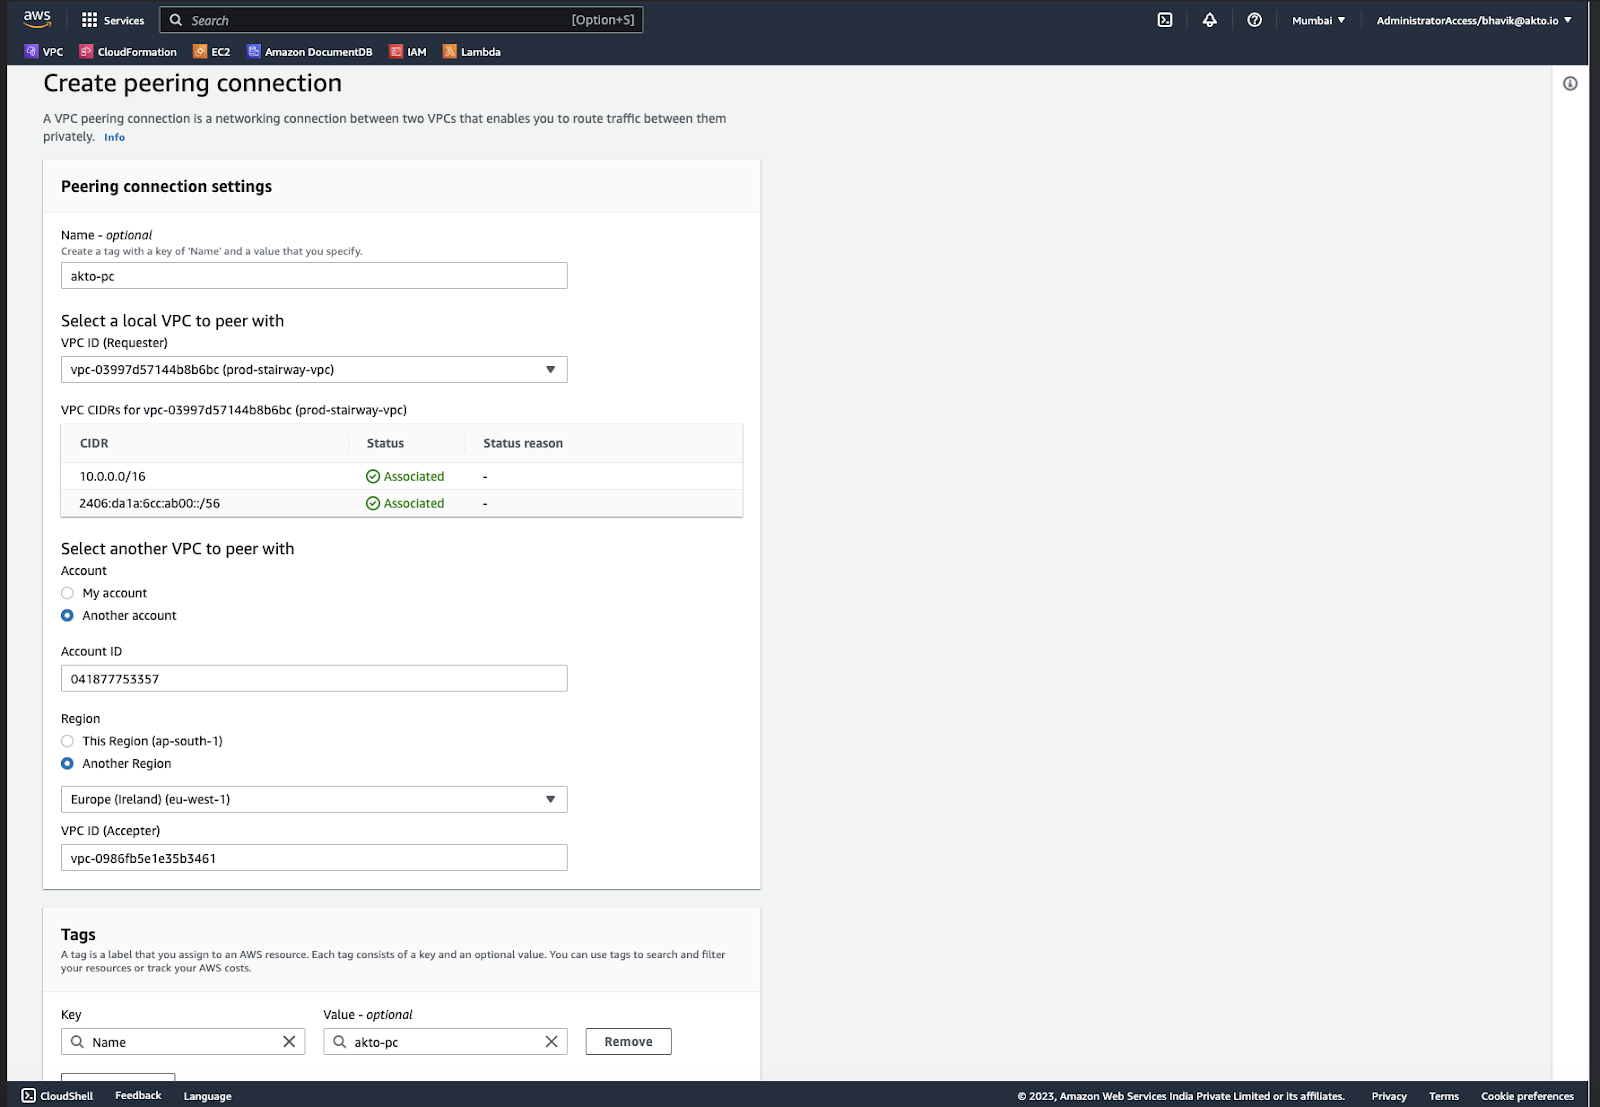 aws
Services
Search
[Option+S]
Mumbai ▼
AdministratorAccess/bhavik@akto.io ▼
VPC
CloudFormation
EC2
Amazon DocumentDB
IAM
Lambda
Create peering connection
A VPC peering connection is a networking connection between two VPCs that enables you to route traffic between them
privately. Info
Peering connection settings
Name - optional
Create a tag with a key of 'Name' and a value that you specify.
akto-pc
Select a local VPC to peer with
VPC ID (Requester)
vpc-03997d57144b8b6bc (prod-stairway-vpc)
VPC CIDRs for vpc-03997d57144b8b6bc (prod-stairway-vpc)
CIDR Status Status reason
10.0.0.0/16 Associated -
2406:da1a:6cc:ab00::/56 Associated -
Select another VPC to peer with
Account
My account
Another account
Account ID
041877753357
Region
This Region (ap-south-1)
Another Region
Europe (Ireland) (eu-west-1)
VPC ID (Accepter)
vpc-0986fb5e1e35b3461
Tags
A tag is a label that you assign to an AWS resource. Each tag consists of a key and an optional value. You can use tags to search and filter
your resources or track your AWS costs.
Key Value - optional
Name akto-pc Remove
CloudShell Feedback Language © 2023, Amazon Web Services India Private Limited or its affiliates. Privacy Terms Cookie preferences